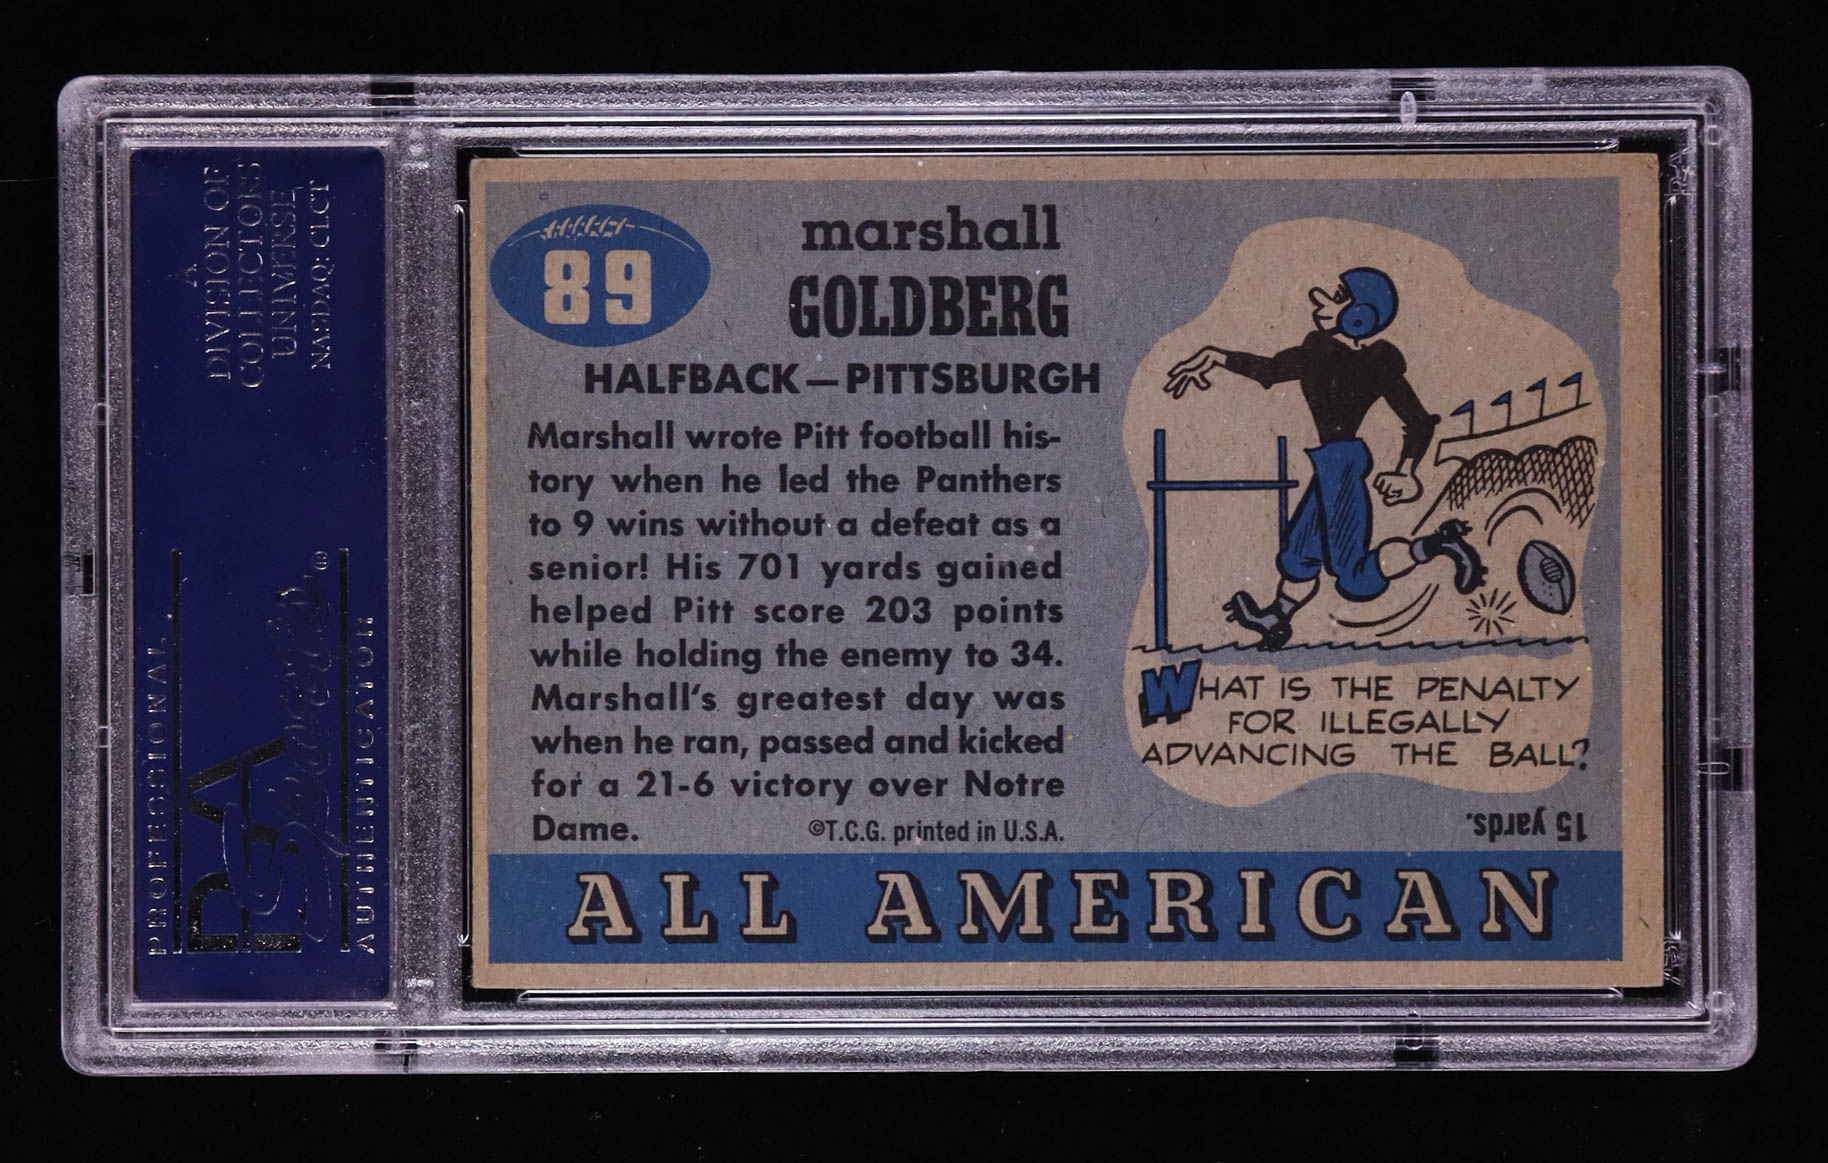 A
DIVISION OF
COLLECTORS
UNIVERSE
NASDAQ: CLCT
PROFESSIONAL
PSA
Sports
®
AUTHENTICATOR
89
marshall
GOLDBERG
HALFBACK—PITTSBURGH
Marshall wrote Pitt football his-
tory when he led the Panthers
to 9 wins without a defeat as a
senior! His 701 yards gained
helped Pitt score 203 points
while holding the enemy to 34.
Marshall's greatest day was
when he ran, passed and kicked
for a 21-6 victory over Notre
Dame.
©T.C.G. printed in U.S.A.
WHAT IS THE PENALTY
FOR ILLEGALLY
ADVANCING THE BALL?
15 yards.
ALL AMERICAN